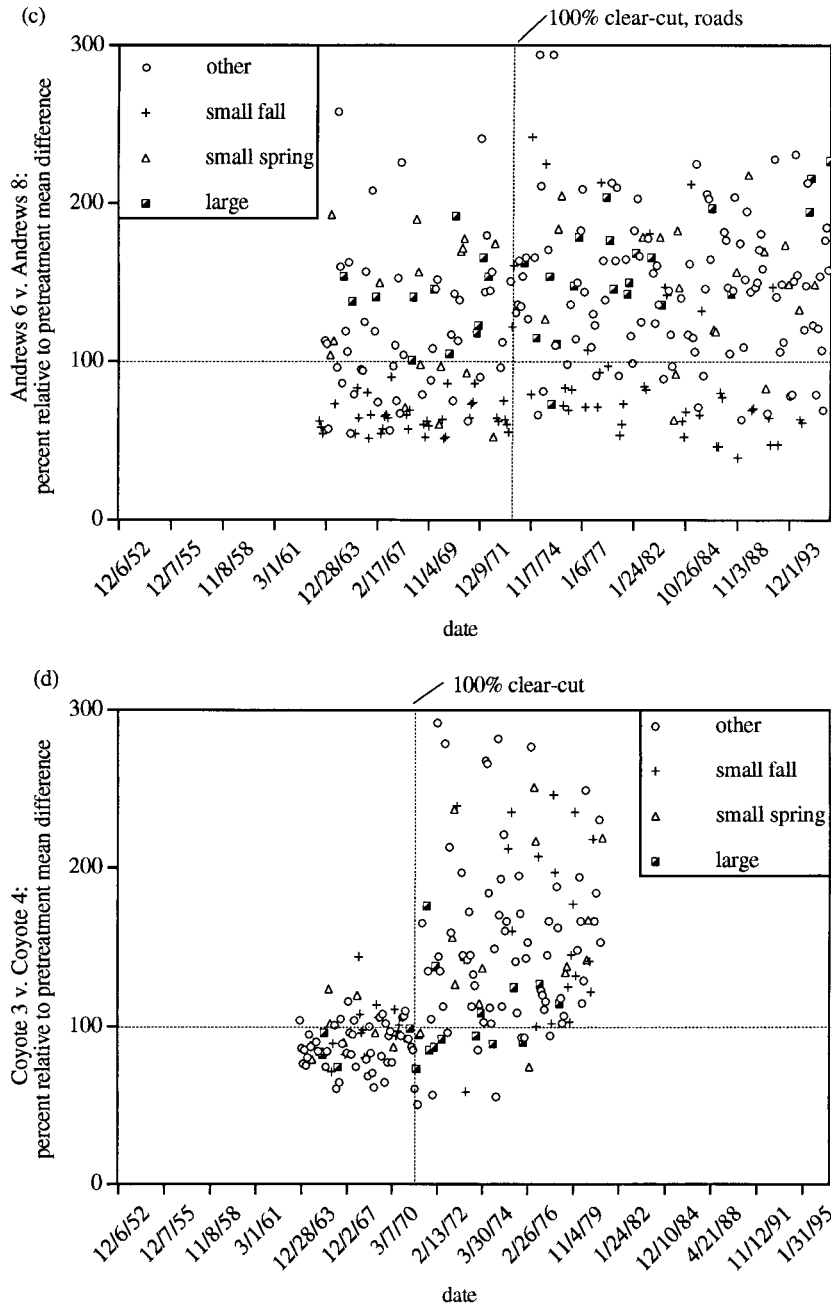 (c)
100% clear-cut, roads
300
200
100
0
Andrews 6 v. Andrews 8:
percent relative to pretreatment mean difference
other
small fall
small spring
large
12/6/52
12/7/55
11/8/58
3/1/61
12/28/63
2/17/67
11/4/69
12/9/71
11/7/74
1/6/77
1/24/82
10/26/84
11/3/88
12/1/93
date
(d)
100% clear-cut
300
200
100
0
Coyote 3 v. Coyote 4:
percent relative to pretreatment mean difference
other
small fall
small spring
large
12/6/52
12/7/55
11/8/58
3/1/61
12/28/63
12/2/67
3/7/70
2/13/72
3/30/74
2/26/76
11/4/79
1/24/82
12/10/84
4/21/88
11/12/91
1/31/95
date